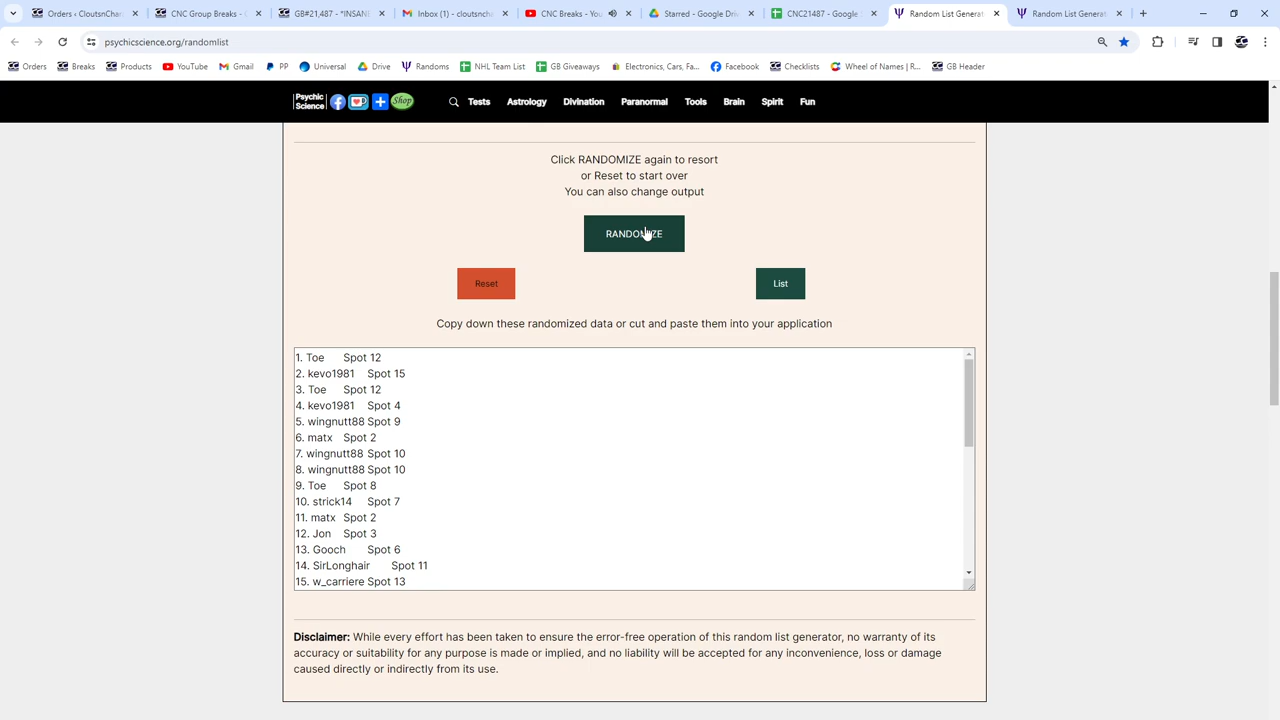 Orders ‹ CloutsnChan
CNC Group Breaks - G
GB#21,487 - *INSANE
Inbox (1) - cloutsnch
CNC Breaks - You
Starred - Google Driv
CNC21487 - Google S
Random List Generat
Random List Generat
psychicscience.org/randomlist
Orders Breaks Products YouTube Gmail PP Universal Drive Randoms NHL Team List GB Giveaways Electronics, Cars, Fa... Facebook Checklists Wheel of Names | R... GB Header
Psychic
Science
Shop
Tests Astrology Divination Paranormal Tools Brain Spirit Fun
Click RANDOMIZE again to resort
or Reset to start over
You can also change output
RANDOMIZE
Reset
List
Copy down these randomized data or cut and paste them into your application
1. Toe Spot 12
2. kevo1981 Spot 15
3. Toe Spot 12
4. kevo1981 Spot 4
5. wingnutt88 Spot 9
6. matx Spot 2
7. wingnutt88 Spot 10
8. wingnutt88 Spot 10
9. Toe Spot 8
10. strick14 Spot 7
11. matx Spot 2
12. Jon Spot 3
13. Gooch Spot 6
14. SirLonghair Spot 11
15. w_carriere Spot 13
Disclaimer: While every effort has been taken to ensure the error-free operation of this random list generator, no warranty of its
accuracy or suitability for any purpose is made or implied, and no liability will be accepted for any inconvenience, loss or damage
caused directly or indirectly from its use.